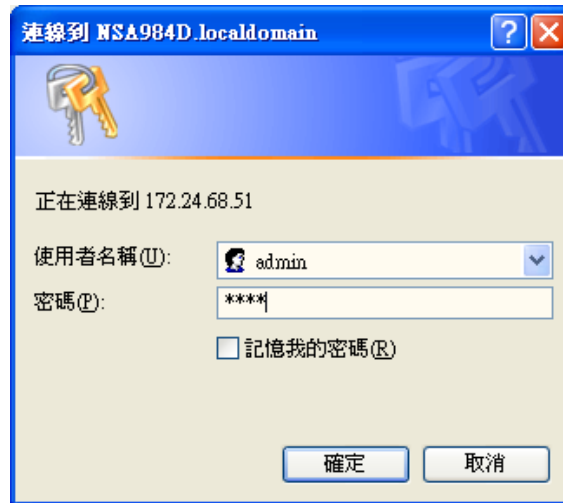 連線到 NSA984D.localdomain
正在連線到 172.24.68.51
使用者名稱(U): admin
密碼(P): ****
記憶我的密碼(R)
確定 取消